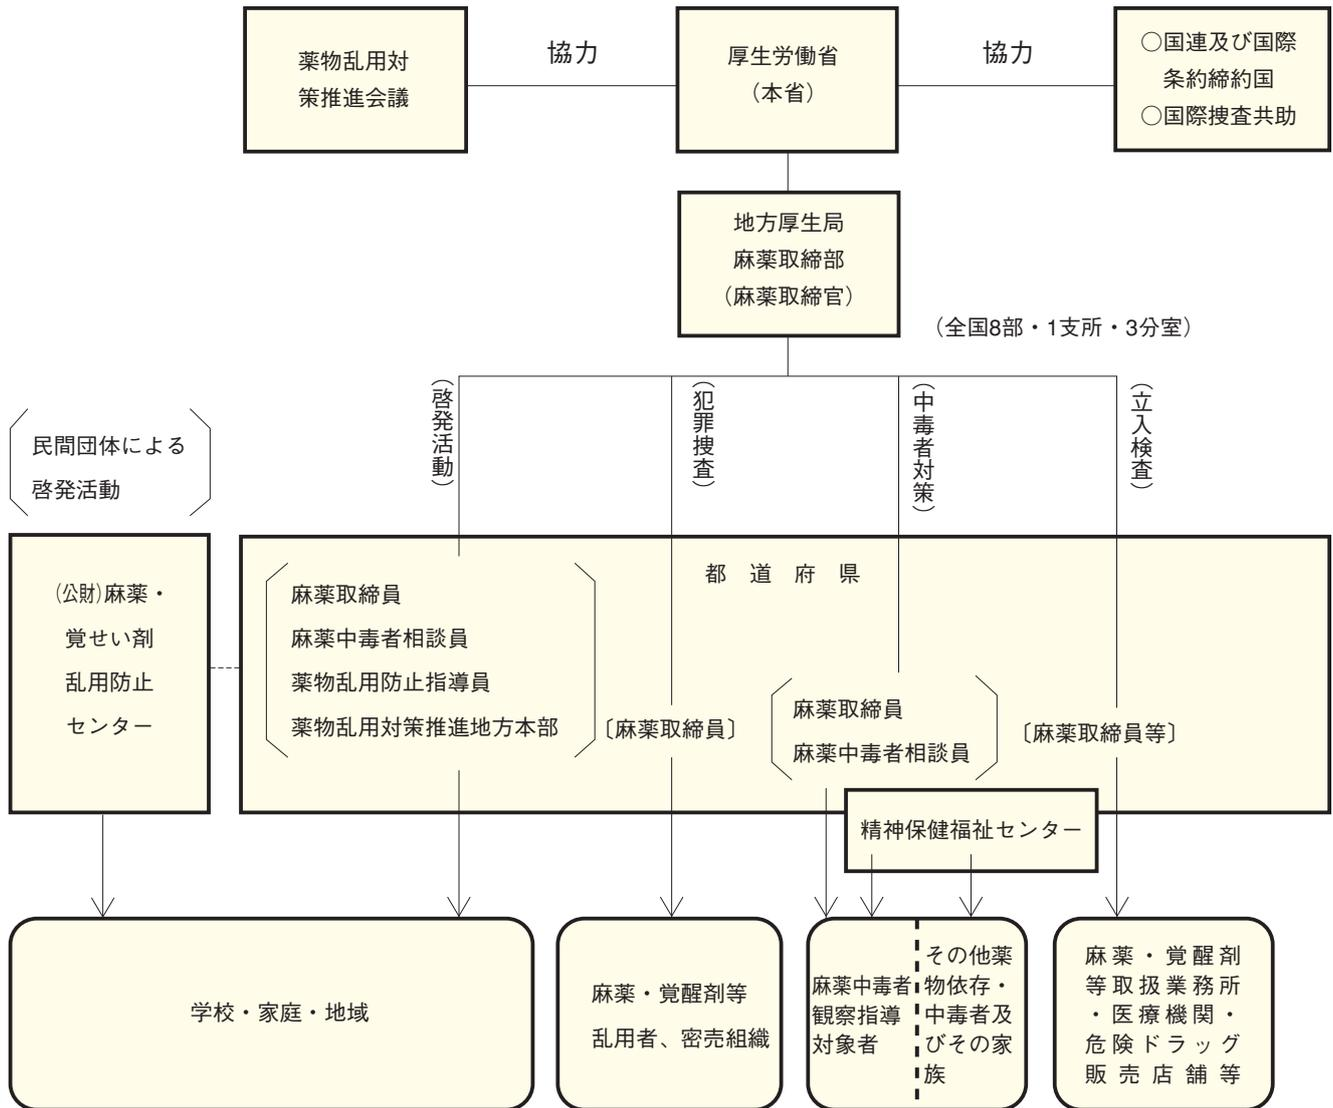 薬物乱用対
策推進会議
協力
厚生労働省
（本省）
協力
○国連及び国際
条約締約国
○国際捜査共助
地方厚生局
麻薬取締部
（麻薬取締官）
（全国8部・1支所・3分室）
（啓発活動）
（犯罪捜査）
（中毒者対策）
（立入検査）
民間団体による
啓発活動
(公財)麻薬・
覚せい剤
乱用防止
センター
都道府県
麻薬取締員
麻薬中毒者相談員
薬物乱用防止指導員
薬物乱用対策推進地方本部
〔麻薬取締員〕
麻薬取締員
麻薬中毒者相談員
〔麻薬取締員等〕
精神保健福祉センター
学校・家庭・地域
麻薬・覚醒剤等
乱用者、密売組織
麻薬中毒者
観察指導
対象者
その他薬
物依存・
中毒者及
びその家
族
麻薬・覚醒剤
等取扱業務所
・医療機関・
危険ドラッグ
販売店舗等